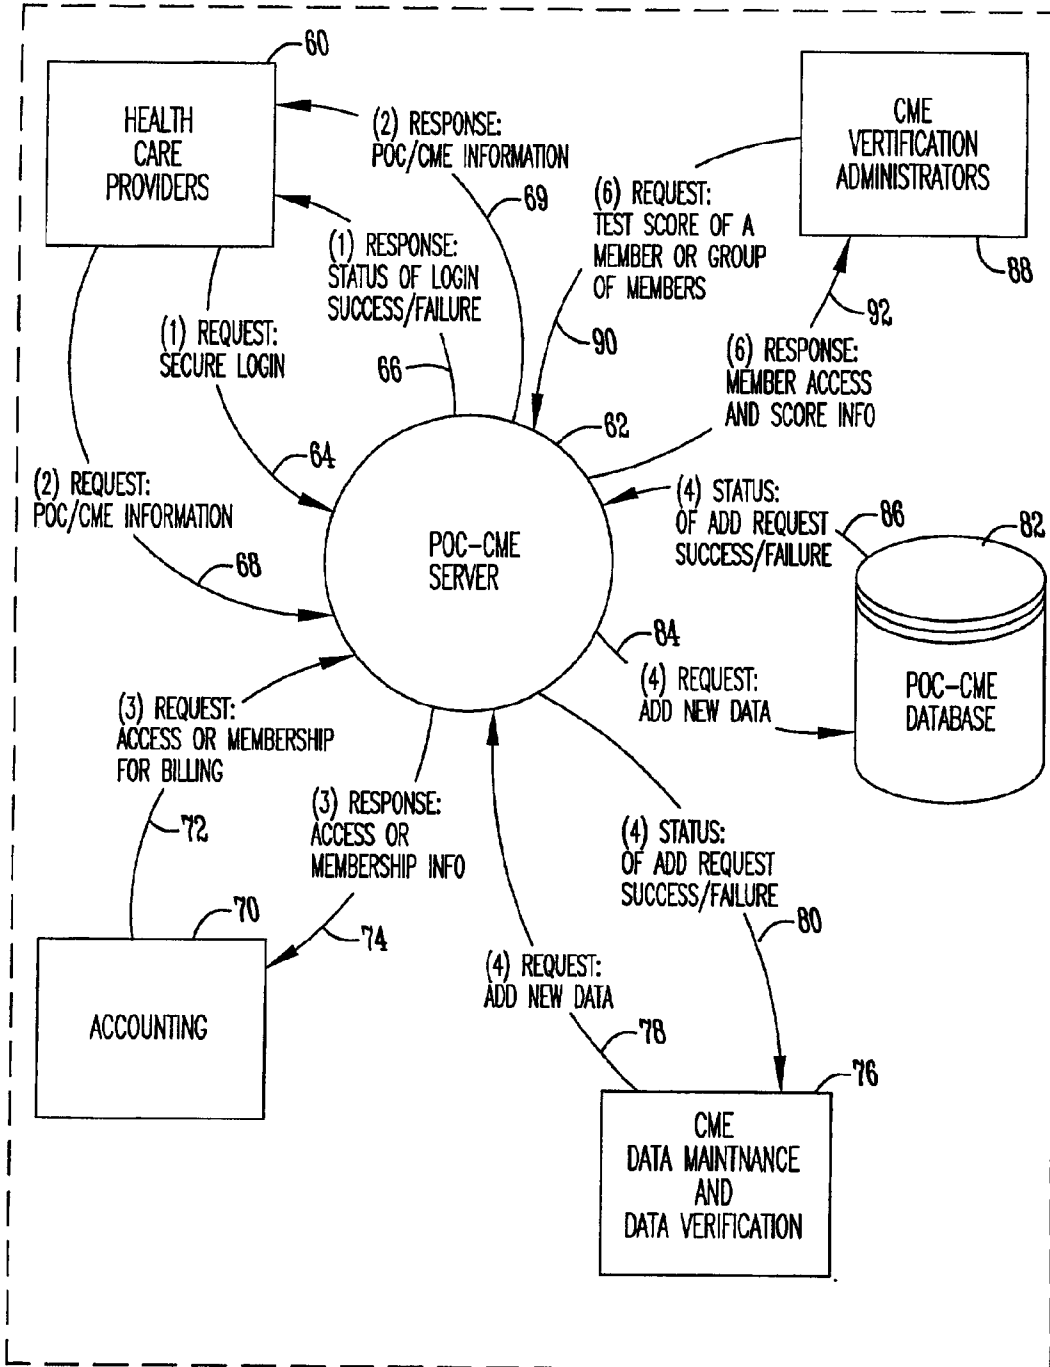 60
HEALTH
CARE
PROVIDERS
(2) RESPONSE:
POC/CME INFORMATION
69
CME
VERTIFICATION
ADMINISTRATORS
88
(6) REQUEST:
TEST SCORE OF A
MEMBER OR GROUP
OF MEMBERS
90
92
(1) RESPONSE:
STATUS OF LOGIN
SUCCESS/FAILURE
66
(1) REQUEST:
SECURE LOGIN
64
(6) RESPONSE:
MEMBER ACCESS
AND SCORE INFO
62
(2) REQUEST:
POC/CME INFORMATION
68
POC-CME
SERVER
(4) STATUS:
OF ADD REQUEST
SUCCESS/FAILURE
86
82
84
(4) REQUEST:
ADD NEW DATA
POC-CME
DATABASE
(3) REQUEST:
ACCESS OR MEMBERSHIP
FOR BILLING
72
(3) RESPONSE:
ACCESS OR
MEMBERSHIP INFO
74
(4) STATUS:
OF ADD REQUEST
SUCCESS/FAILURE
80
70
ACCOUNTING
(4) REQUEST:
ADD NEW DATA
78
76
CME
DATA MAINTNANCE
AND
DATA VERIFICATION